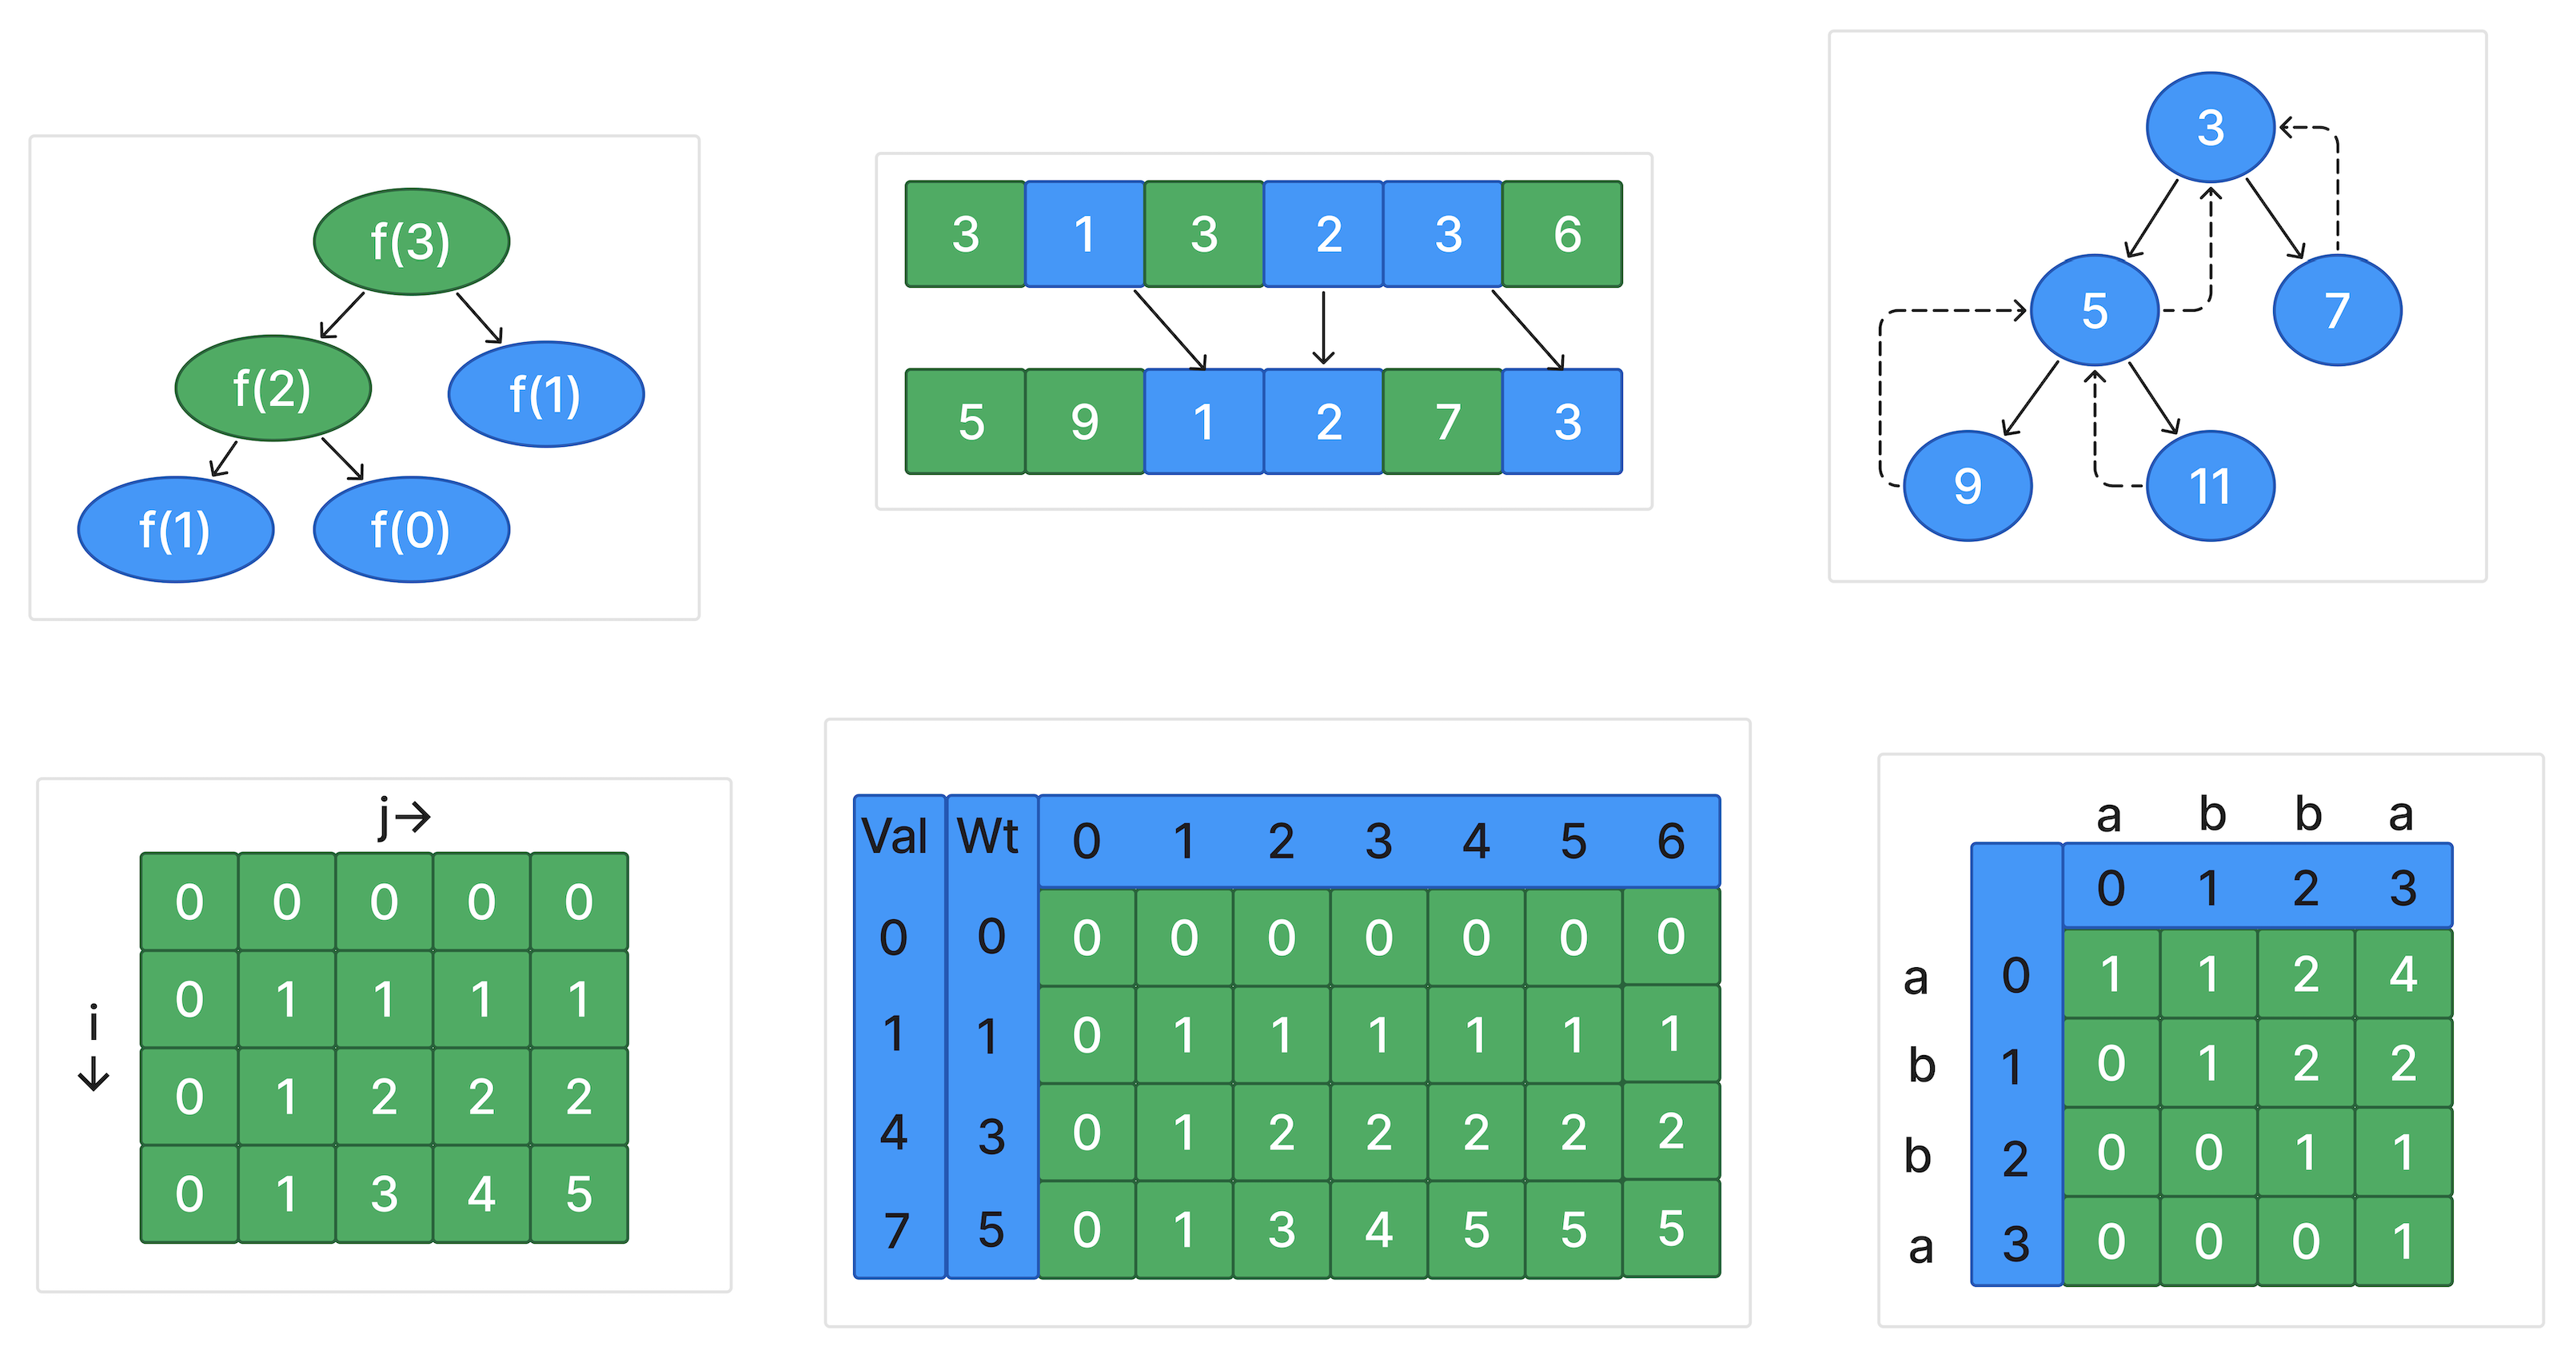 f(3)
f(2)
f(1)
f(1)
f(0)
3 1 3 2 3 6
5 9 1 2 7 3
3
5
7
9
11
j→
i
↓
0 0 0 0 0
0 1 1 1 1
0 1 2 2 2
0 1 3 4 5
Val Wt 0 1 2 3 4 5 6
0 0 0 0 0 0 0 0 0
1 1 0 1 1 1 1 1 1
4 3 0 1 2 2 2 2 2
7 5 0 1 3 4 5 5 5
a b b a
0 1 2 3
a 0 1 1 2 4
b 1 0 1 2 2
b 2 0 0 1 1
a 3 0 0 0 1